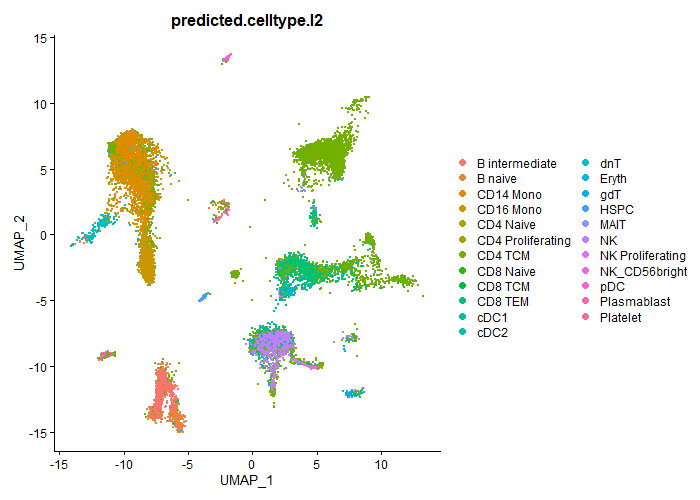 predicted.celltype.l2
15
10
5
0
-5
-10
-15
UMAP_2
-15
-10
-5
0
5
10
UMAP_1
B intermediate
B naive
CD14 Mono
CD16 Mono
CD4 Naive
CD4 Proliferating
CD4 TCM
CD8 Naive
CD8 TCM
CD8 TEM
cDC1
cDC2
dnT
Eryth
gdT
HSPC
MAIT
NK
NK Proliferating
NK_CD56bright
pDC
Plasmablast
Platelet